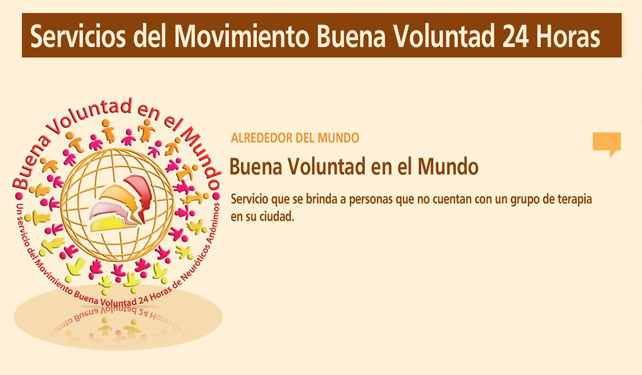 Servicios del Movimiento Buena Voluntad 24 Horas
Buena Voluntad en el Mundo
Un servicio del Movimiento Buena Voluntad 24 Horas de Neuróticos Anónimos
ALREDEDOR DEL MUNDO
Buena Voluntad en el Mundo
Servicio que se brinda a personas que no cuentan con un grupo de terapia
en su ciudad.